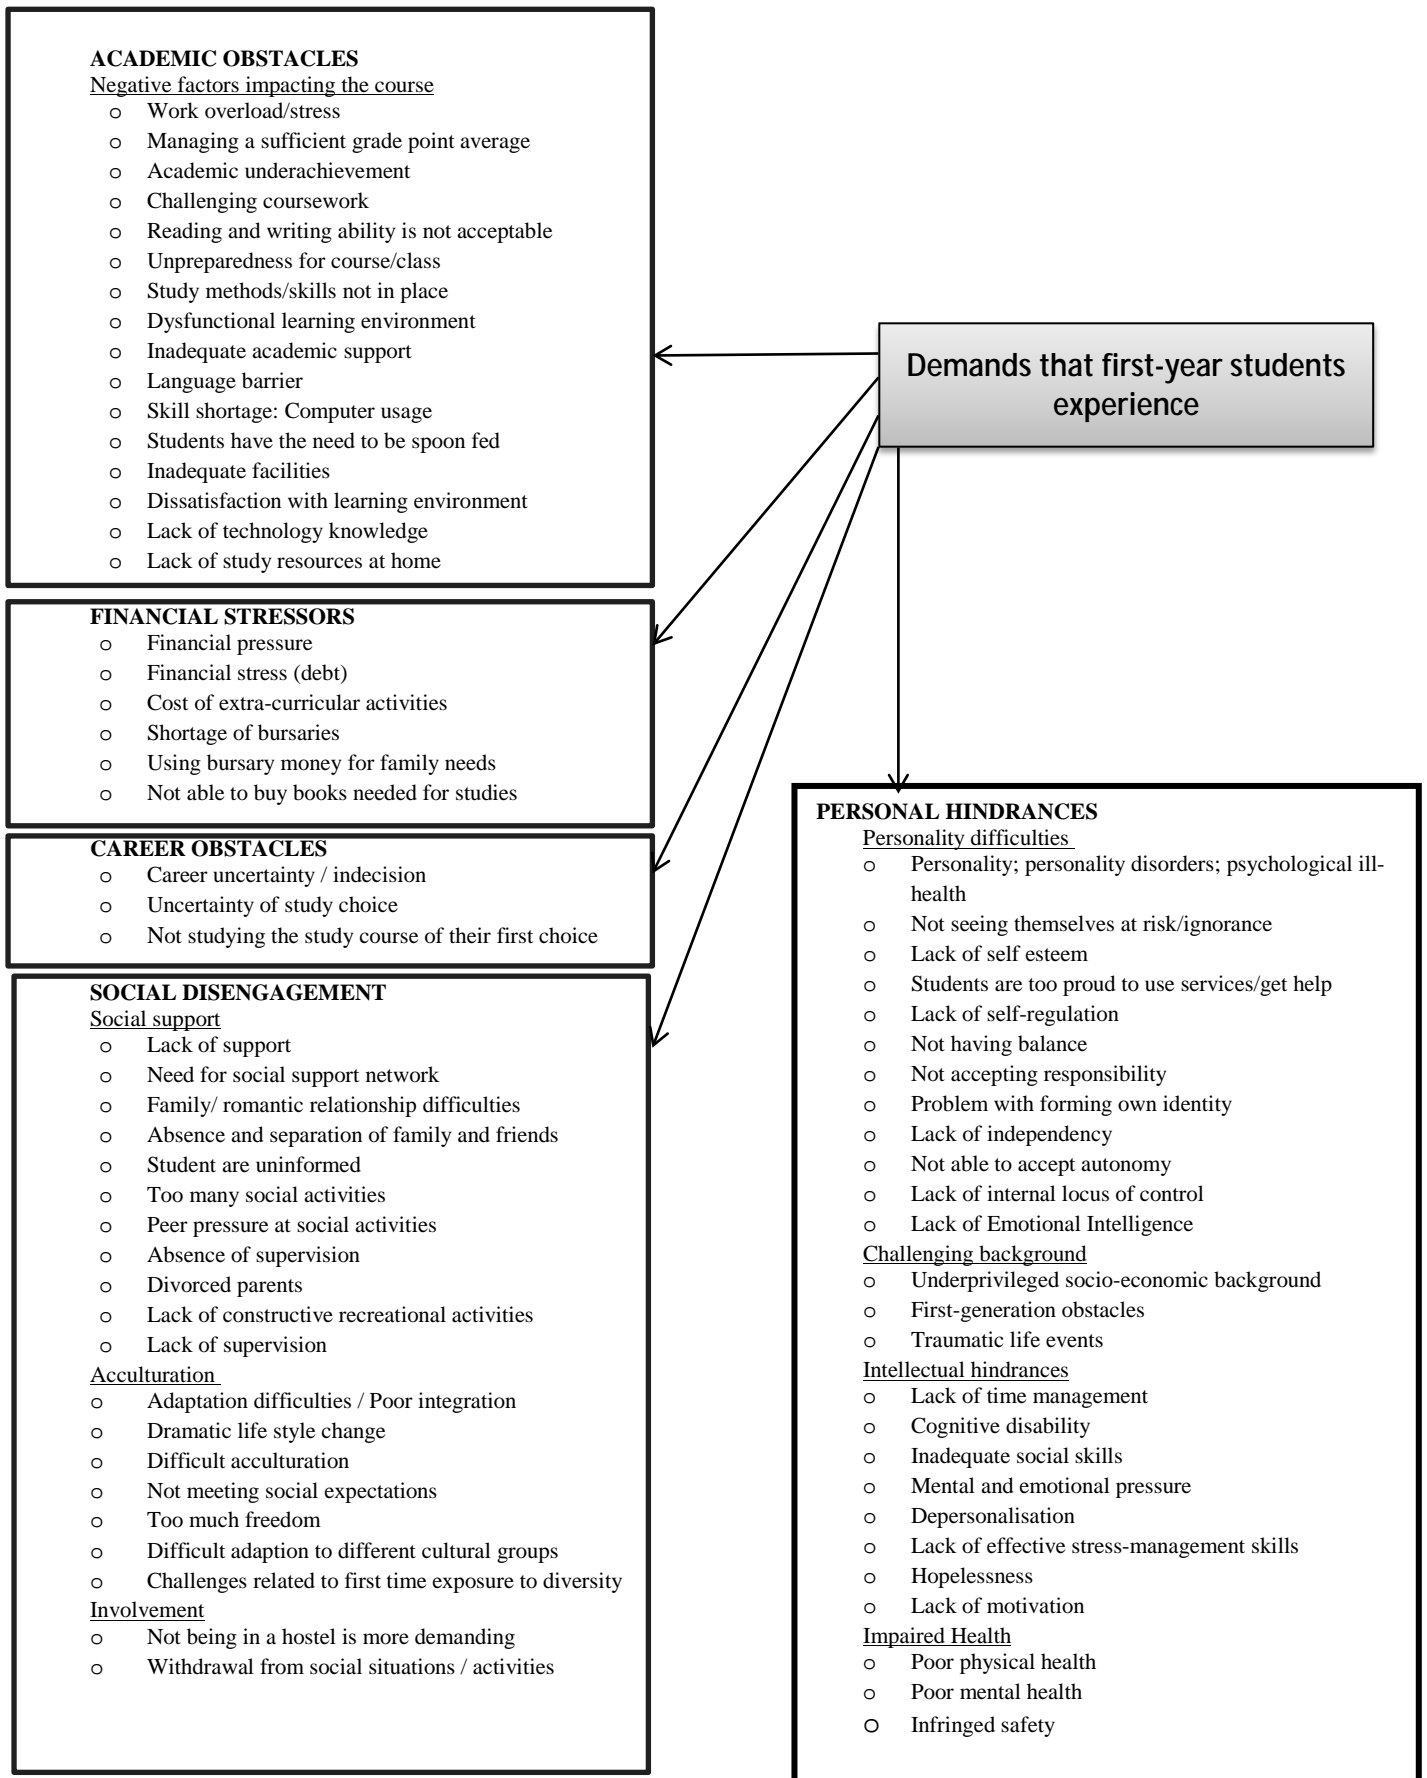 ACADEMIC OBSTACLES
Negative factors impacting the course
o Work overload/stress
o Managing a sufficient grade point average
o Academic underachievement
o Challenging coursework
o Reading and writing ability is not acceptable
o Unpreparedness for course/class
o Study methods/skills not in place
o Dysfunctional learning environment
o Inadequate academic support
o Language barrier
o Skill shortage: Computer usage
o Students have the need to be spoon fed
o Inadequate facilities
o Dissatisfaction with learning environment
o Lack of technology knowledge
o Lack of study resources at home
Demands that first-year students
experience
FINANCIAL STRESSORS
o Financial pressure
o Financial stress (debt)
o Cost of extra-curricular activities
o Shortage of bursaries
o Using bursary money for family needs
o Not able to buy books needed for studies
CAREER OBSTACLES
o Career uncertainty / indecision
o Uncertainty of study choice
o Not studying the study course of their first choice
SOCIAL DISENGAGEMENT
Social support
o Lack of support
o Need for social support network
o Family/ romantic relationship difficulties
o Absence and separation of family and friends
o Student are uninformed
o Too many social activities
o Peer pressure at social activities
o Absence of supervision
o Divorced parents
o Lack of constructive recreational activities
o Lack of supervision
Acculturation
o Adaptation difficulties / Poor integration
o Dramatic life style change
o Difficult acculturation
o Not meeting social expectations
o Too much freedom
o Difficult adaption to different cultural groups
o Challenges related to first time exposure to diversity
Involvement
o Not being in a hostel is more demanding
o Withdrawal from social situations / activities
PERSONAL HINDRANCES
Personality difficulties
o Personality; personality disorders; psychological ill-
health
o Not seeing themselves at risk/ignorance
o Lack of self esteem
o Students are too proud to use services/get help
o Lack of self-regulation
o Not having balance
o Not accepting responsibility
o Problem with forming own identity
o Lack of independency
o Not able to accept autonomy
o Lack of internal locus of control
o Lack of Emotional Intelligence
Challenging background
o Underprivileged socio-economic background
o First-generation obstacles
o Traumatic life events
Intellectual hindrances
o Lack of time management
o Cognitive disability
o Inadequate social skills
o Mental and emotional pressure
o Depersonalisation
o Lack of effective stress-management skills
o Hopelessness
o Lack of motivation
Impaired Health
o Poor physical health
o Poor mental health
o Infringed safety